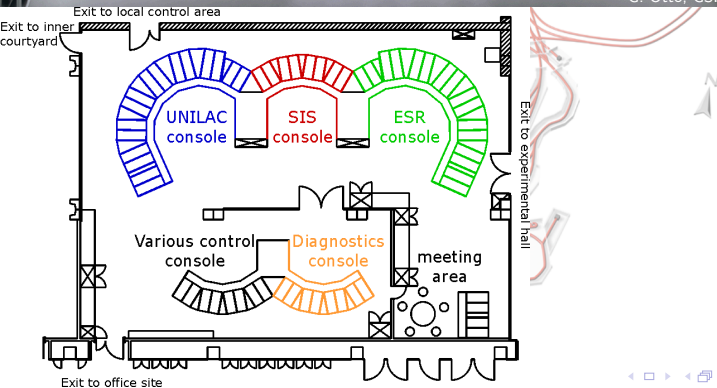 Exit to local control area
Exit to inner
courtyard
UNILAC
console
SIS
console
ESR
console
Exit to experimental hall
Various control
console
Diagnostics
console
meeting
area
Exit to office site